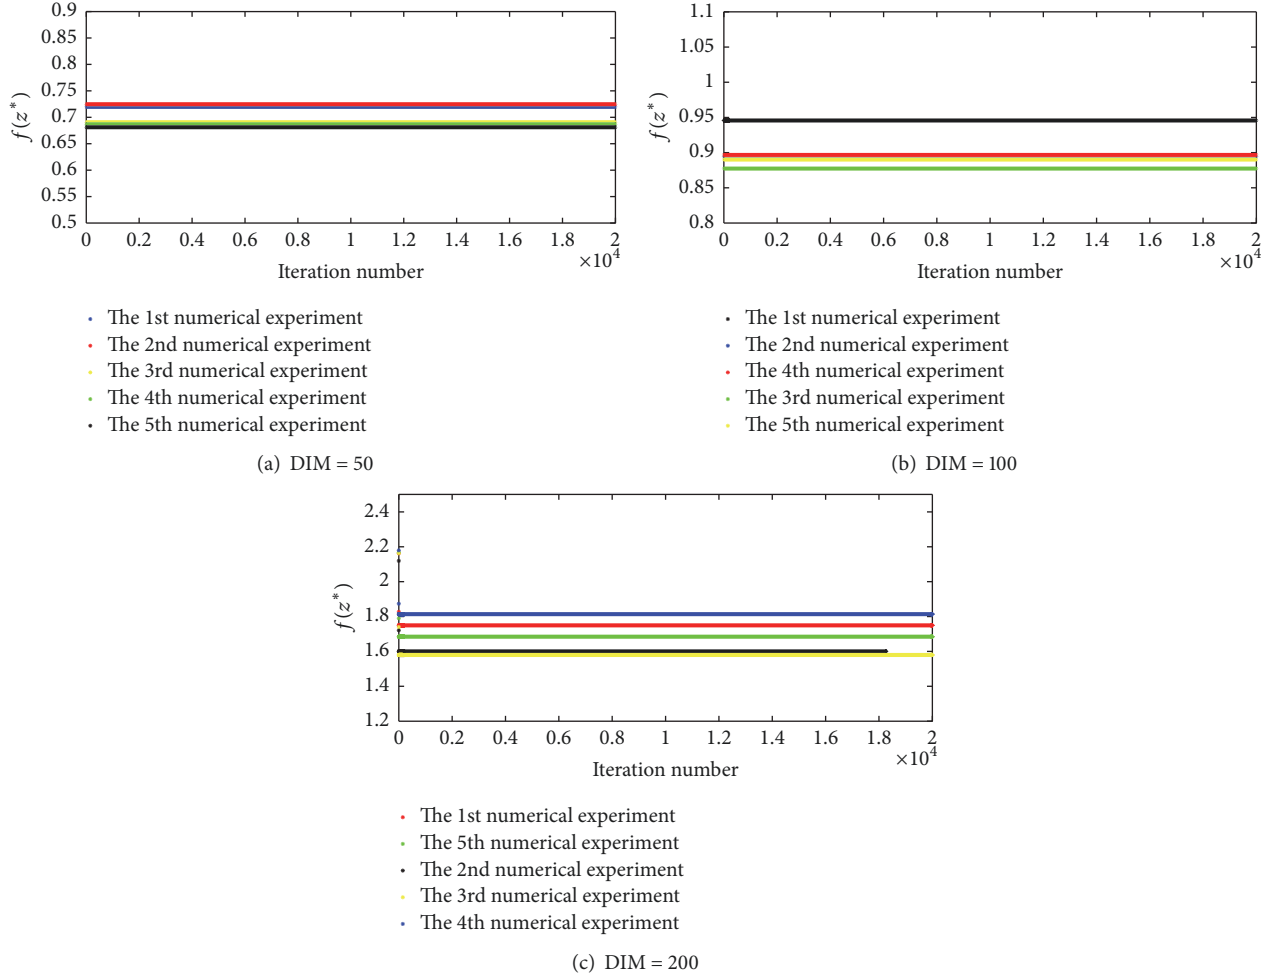 0.9
0.85
0.8
0.75
0.7
0.65
0.6
0.55
0.5
f(z*)
0 0.2 0.4 0.6 0.8 1 1.2 1.4 1.6 1.8 2
×10⁴
Iteration number
The 1st numerical experiment
The 2nd numerical experiment
The 3rd numerical experiment
The 4th numerical experiment
The 5th numerical experiment
(a) DIM = 50
1.1
1.05
1
0.95
0.9
0.85
0.8
f(z*)
0 0.2 0.4 0.6 0.8 1 1.2 1.4 1.6 1.8 2
×10⁴
Iteration number
The 1st numerical experiment
The 2nd numerical experiment
The 4th numerical experiment
The 3rd numerical experiment
The 5th numerical experiment
(b) DIM = 100
2.4
2.2
2
1.8
1.6
1.4
1.2
f(z*)
0 0.2 0.4 0.6 0.8 1 1.2 1.4 1.6 1.8 2
×10⁴
Iteration number
The 1st numerical experiment
The 5th numerical experiment
The 2nd numerical experiment
The 3rd numerical experiment
The 4th numerical experiment
(c) DIM = 200